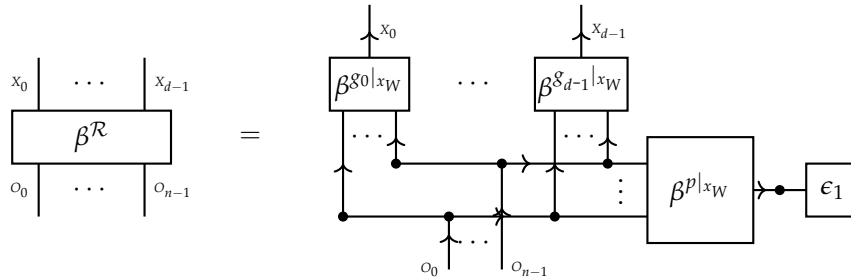 X₀ ⋯ X_{d−1} X₀ X_{d−1}
β^{g₀|x_W} ⋯ β^{g_{d−1}|x_W}
β^ℛ = ⋯ ⋯
⋮ β^{p|x_W} ϵ₁
O₀ ⋯ O_{n−1}
⋯
O₀ O_{n−1}